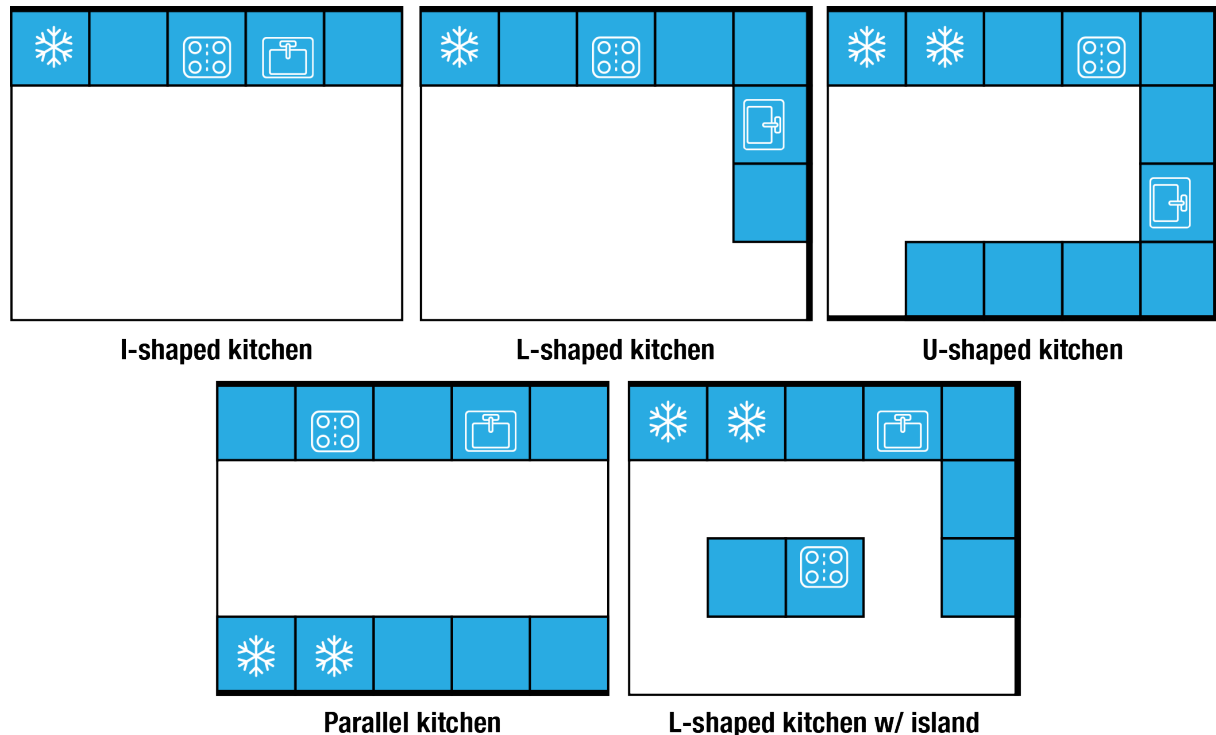 I-shaped kitchen
L-shaped kitchen
U-shaped kitchen
Parallel kitchen
L-shaped kitchen w/ island